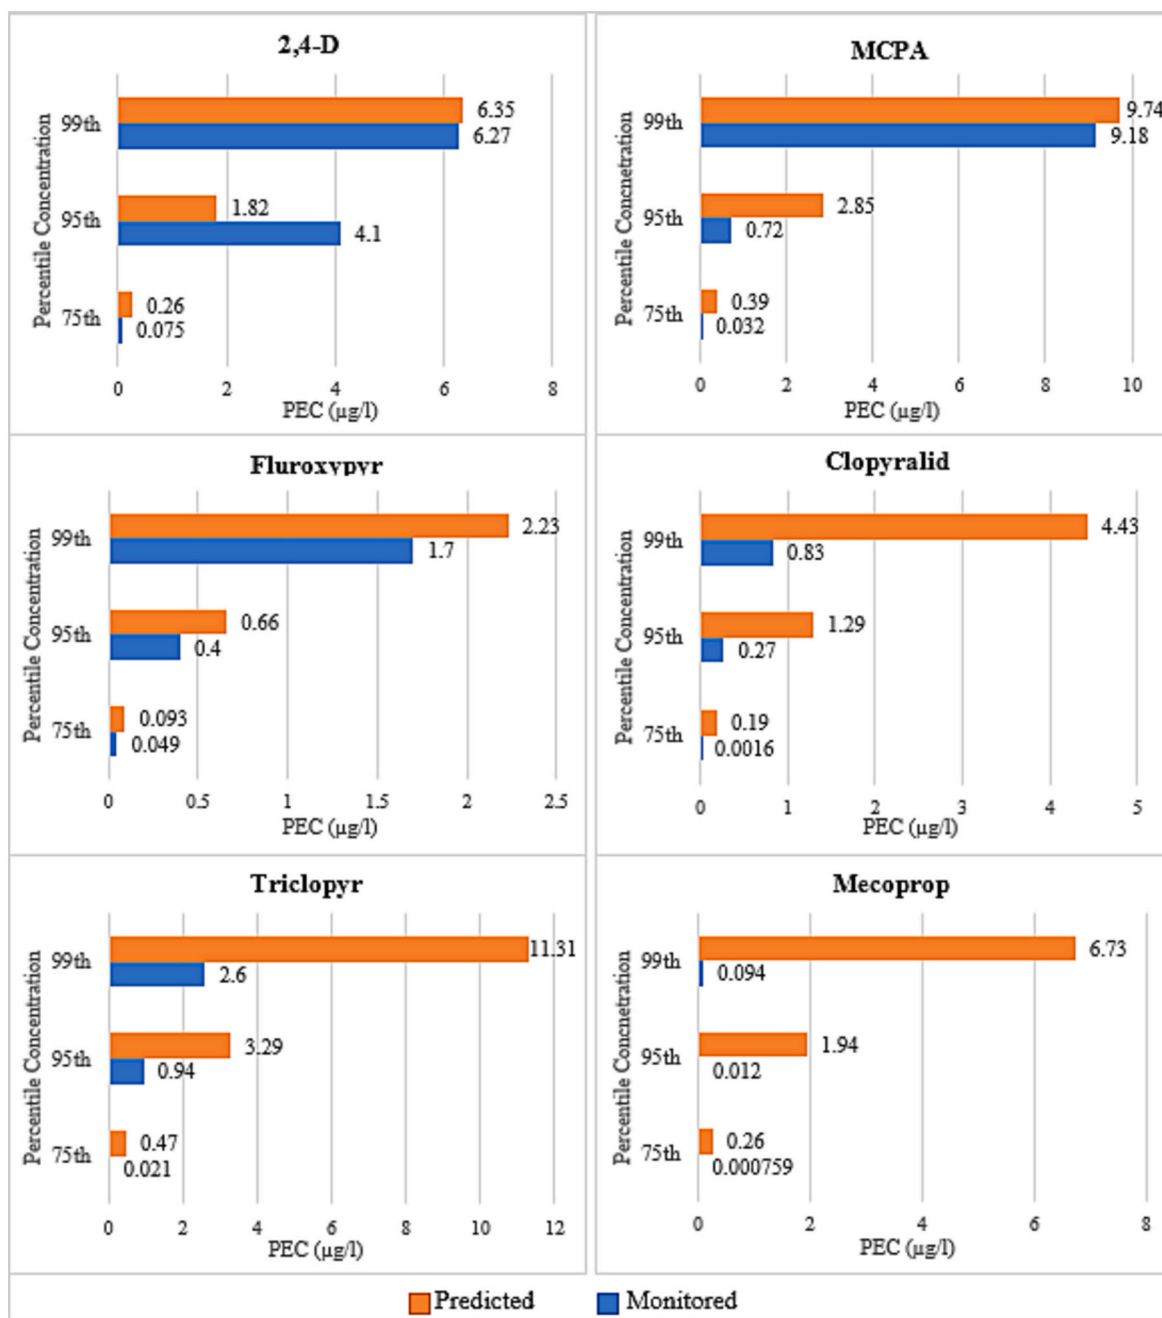 2,4-D
Percentile Concentration
99th
6.35
6.27
95th
1.82
4.1
75th
0.26
0.075
0 2 4 6 8
PEC (µg/l)
MCPA
Percentile Concnetration
99th
9.74
9.18
95th
2.85
0.72
75th
0.39
0.032
0 2 4 6 8 10
PEC (µg/l)
Fluroxypyr
Percentile Concentration
99th
2.23
1.7
95th
0.66
0.4
75th
0.093
0.049
0 0.5 1 1.5 2 2.5
PEC (µg/l)
Clopyralid
Percentile Concentration
99th
4.43
0.83
95th
1.29
0.27
75th
0.19
0.0016
0 1 2 3 4 5
PEC (µg/l)
Triclopyr
Percentile Concentration
99th
11.31
2.6
95th
3.29
0.94
75th
0.47
0.021
0 2 4 6 8 10 12
PEC (µg/l)
Mecoprop
Percentile Concnetration
99th
6.73
0.094
95th
1.94
0.012
75th
0.26
0.000759
0 2 4 6 8
PEC (µg/l)
Predicted Monitored